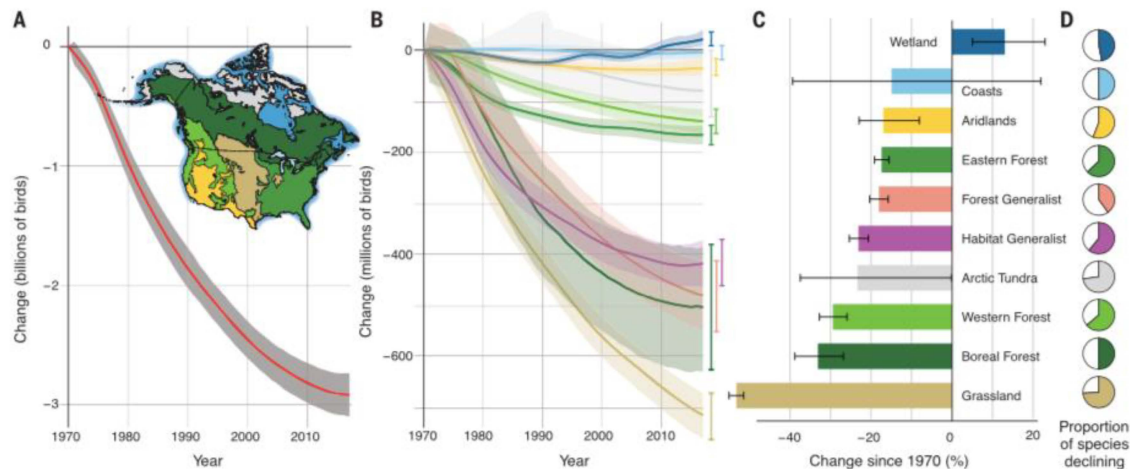 A
B
C
D
Change (billions of birds)
0
−1
−2
−3
1970
1980
1990
2000
2010
Year
Change (millions of birds)
0
−200
−400
−600
1970
1980
1990
2000
2010
Year
Wetland
Coasts
Aridlands
Eastern Forest
Forest Generalist
Habitat Generalist
Arctic Tundra
Western Forest
Boreal Forest
Grassland
−40
−20
0
20
Change since 1970 (%)
Proportion
of species
declining